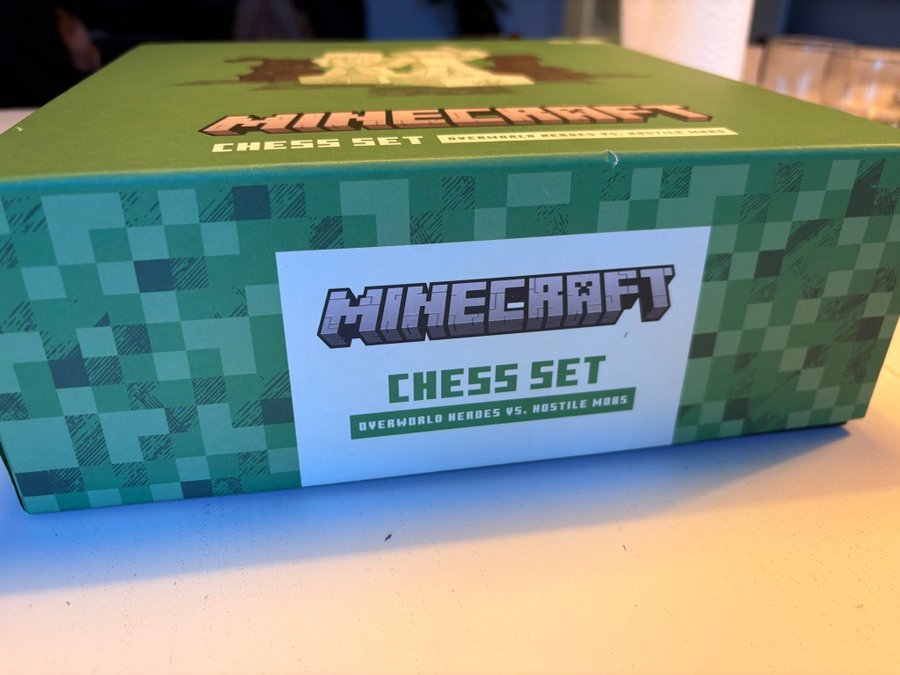 MINECRAFT
CHESS SET OVERWORLD HEROES VS. HOSTILE MOBS
MINECRAFT
CHESS SET
OVERWORLD HEROES VS. HOSTILE MOBS